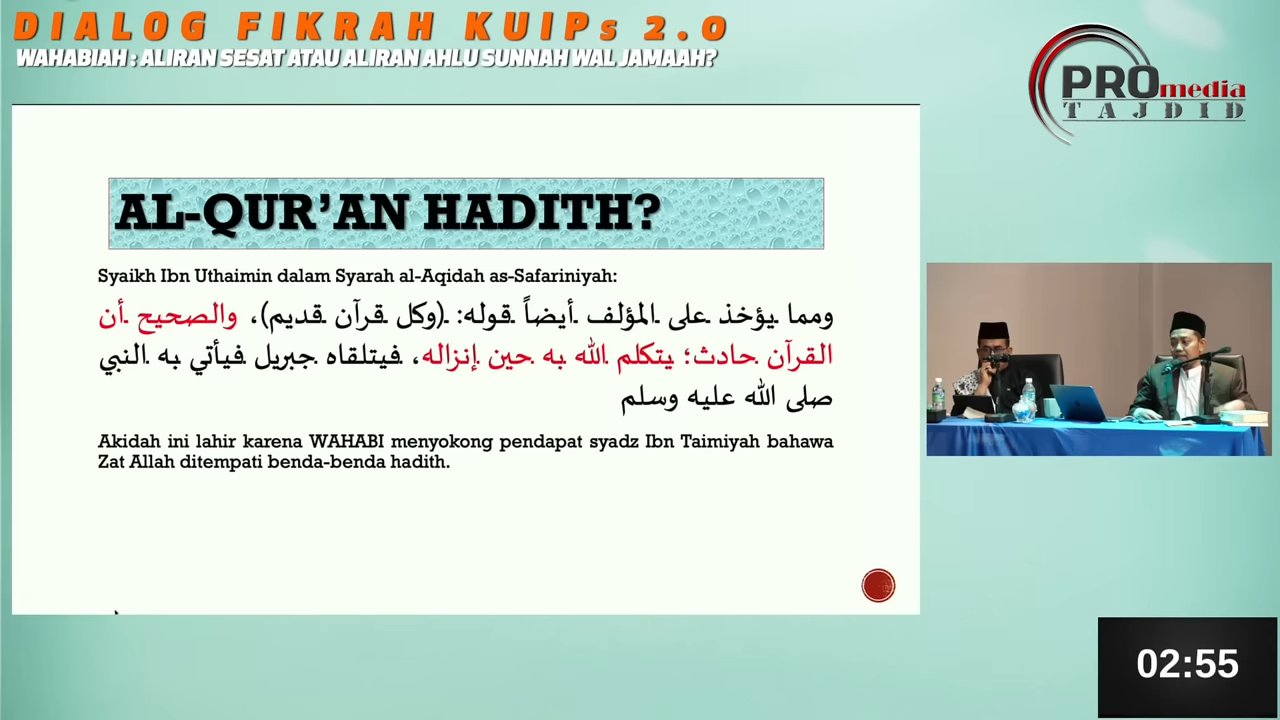 DIALOG FIKRAH KUIPs 2.0
WAHABIAH : ALIRAN SESAT ATAU ALIRAN AHLU SUNNAH WAL JAMAAH?
PROmedia
TAJDID
AL-QUR’AN HADITH?
Syaikh Ibn Uthaimin dalam Syarah al-Aqidah as-Safariniyah:
ومما يؤخذ على المؤلف أيضاً قوله: (وكل قرآن قديم)، والصحيح أن
القرآن حادث؛ يتكلم الله به حين إنزاله، فيتلقاه جبريل فيأتي به النبي
صلى الله عليه وسلم
Akidah ini lahir karena WAHABI menyokong pendapat syadz Ibn Taimiyah bahawa
Zat Allah ditempati benda-benda hadith.
02:55